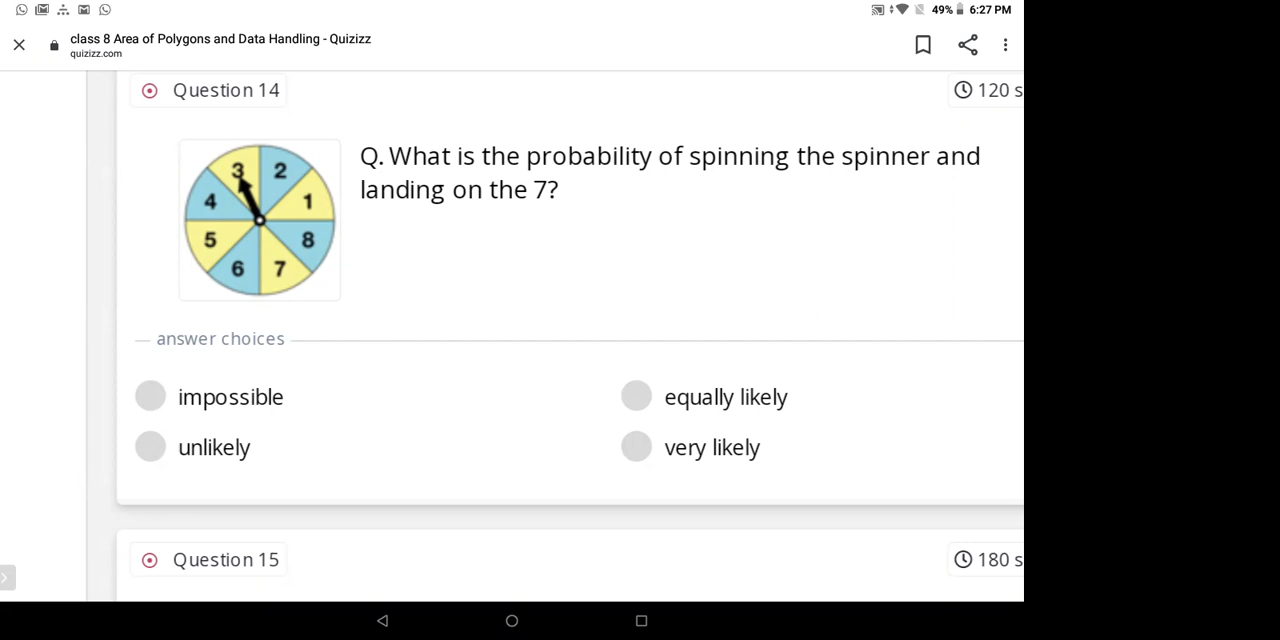 49% 6:27 PM
class 8 Area of Polygons and Data Handling - Quizizz
quizizz.com
Question 14
120 s
Q. What is the probability of spinning the spinner and
landing on the 7?
3 2
4 1
5 8
6 7
answer choices
impossible
equally likely
unlikely
very likely
Question 15
180 s